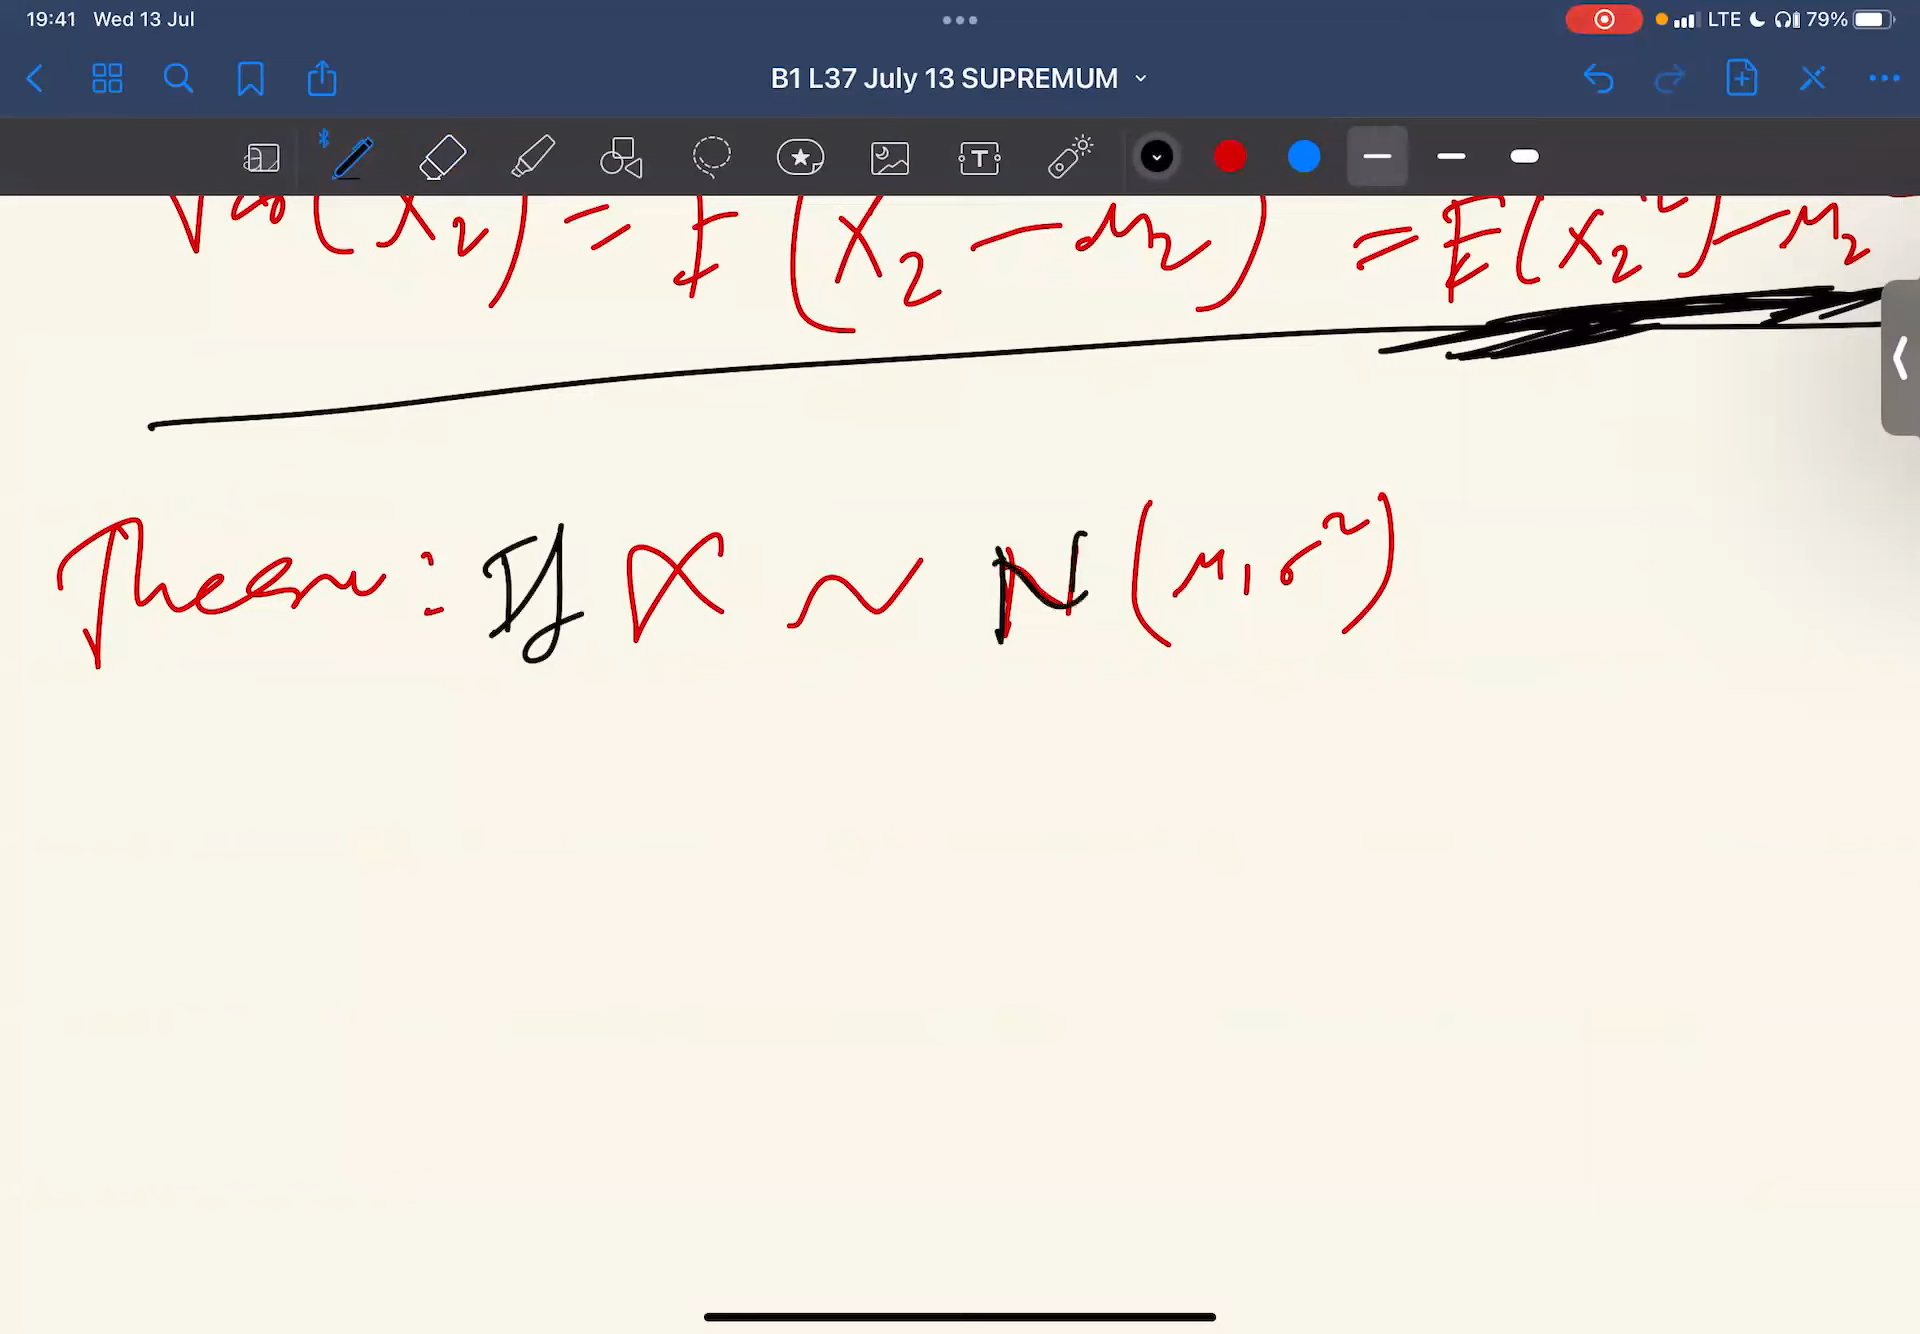 19:41 Wed 13 Jul
LTE 79%
B1 L37 July 13 SUPREMUM
Var(X₂) = E(X₂ - μ₂) = E(X₂²) - μ₂
Theorem: If X ~ N(μ, σ²)